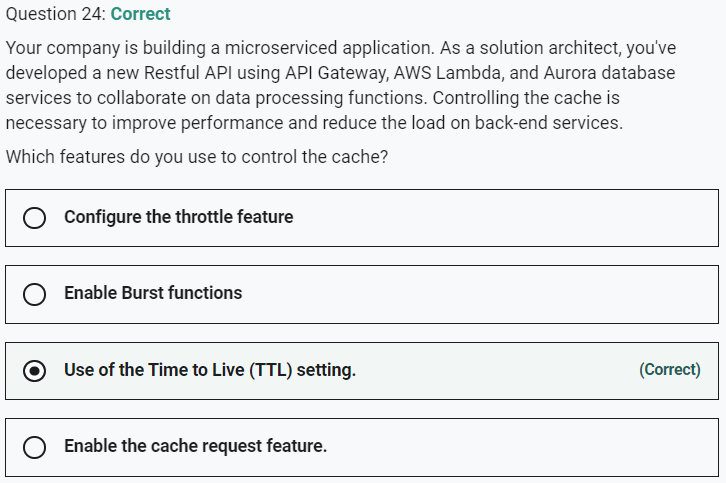 Question 24: Correct
Your company is building a microserviced application. As a solution architect, you've
developed a new Restful API using API Gateway, AWS Lambda, and Aurora database
services to collaborate on data processing functions. Controlling the cache is
necessary to improve performance and reduce the load on back-end services.
Which features do you use to control the cache?
Configure the throttle feature
Enable Burst functions
Use of the Time to Live (TTL) setting. (Correct)
Enable the cache request feature.